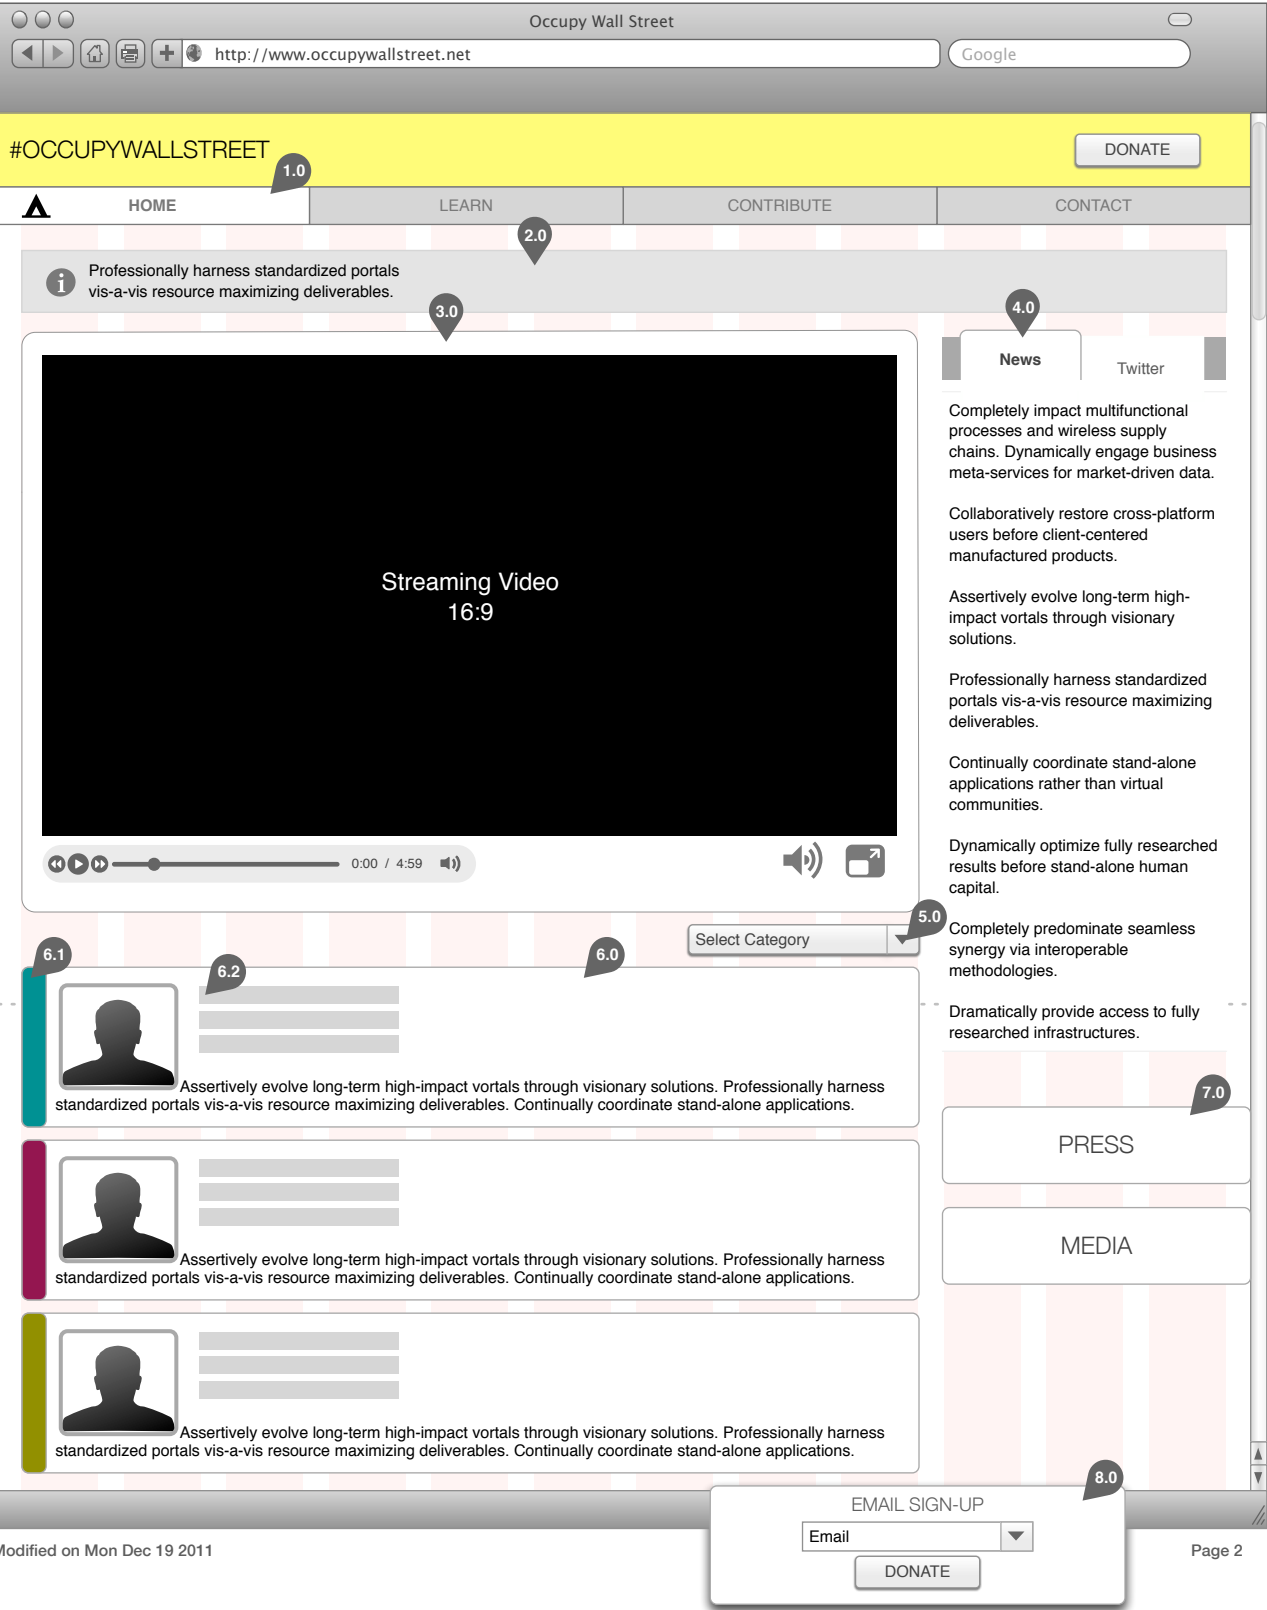 Occupy Wall Street
http://www.occupywallstreet.net
Google
#OCCUPYWALLSTREET
DONATE
1.0
HOME
LEARN
CONTRIBUTE
CONTACT
2.0
i
Professionally harness standardized portals
vis-a-vis resource maximizing deliverables.
3.0
4.0
Streaming Video
16:9
0:00 / 4:59
News
Twitter
Completely impact multifunctional
processes and wireless supply
chains. Dynamically engage business
meta-services for market-driven data.
Collaboratively restore cross-platform
users before client-centered
manufactured products.
Assertively evolve long-term high-
impact vortals through visionary
solutions.
Professionally harness standardized
portals vis-a-vis resource maximizing
deliverables.
Continually coordinate stand-alone
applications rather than virtual
communities.
Dynamically optimize fully researched
results before stand-alone human
capital.
Completely predominate seamless
synergy via interoperable
methodologies.
Dramatically provide access to fully
researched infrastructures.
5.0
Select Category
6.1
6.2
6.0
Assertively evolve long-term high-impact vortals through visionary solutions. Professionally harness
standardized portals vis-a-vis resource maximizing deliverables. Continually coordinate stand-alone applications.
Assertively evolve long-term high-impact vortals through visionary solutions. Professionally harness
standardized portals vis-a-vis resource maximizing deliverables. Continually coordinate stand-alone applications.
Assertively evolve long-term high-impact vortals through visionary solutions. Professionally harness
standardized portals vis-a-vis resource maximizing deliverables. Continually coordinate stand-alone applications.
7.0
PRESS
MEDIA
8.0
EMAIL SIGN-UP
Email
DONATE
Modified on Mon Dec 19 2011
Page 2